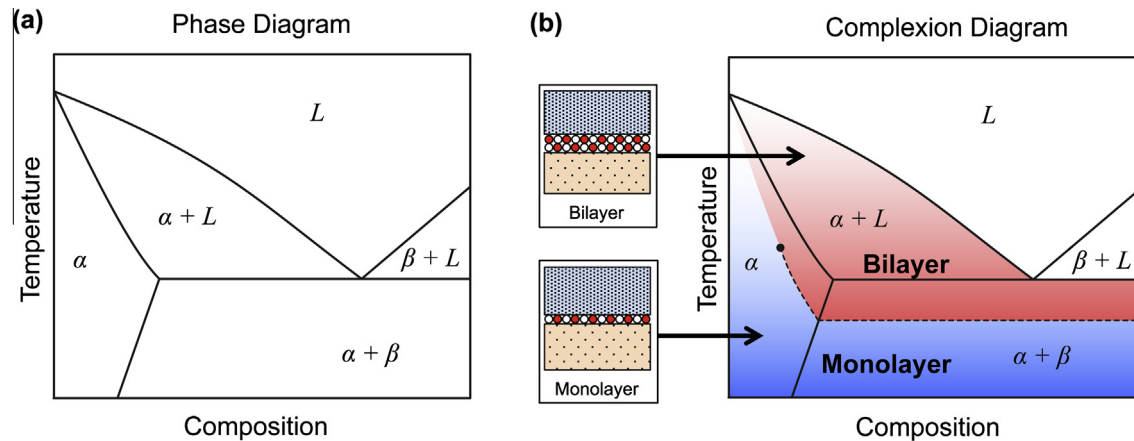 (a)
Phase Diagram
Temperature
L
α + L
α
β + L
α + β
Composition
(b)
Complexion Diagram
Bilayer
Monolayer
Temperature
L
α + L
α
Bilayer
β + L
Monolayer
α + β
Composition